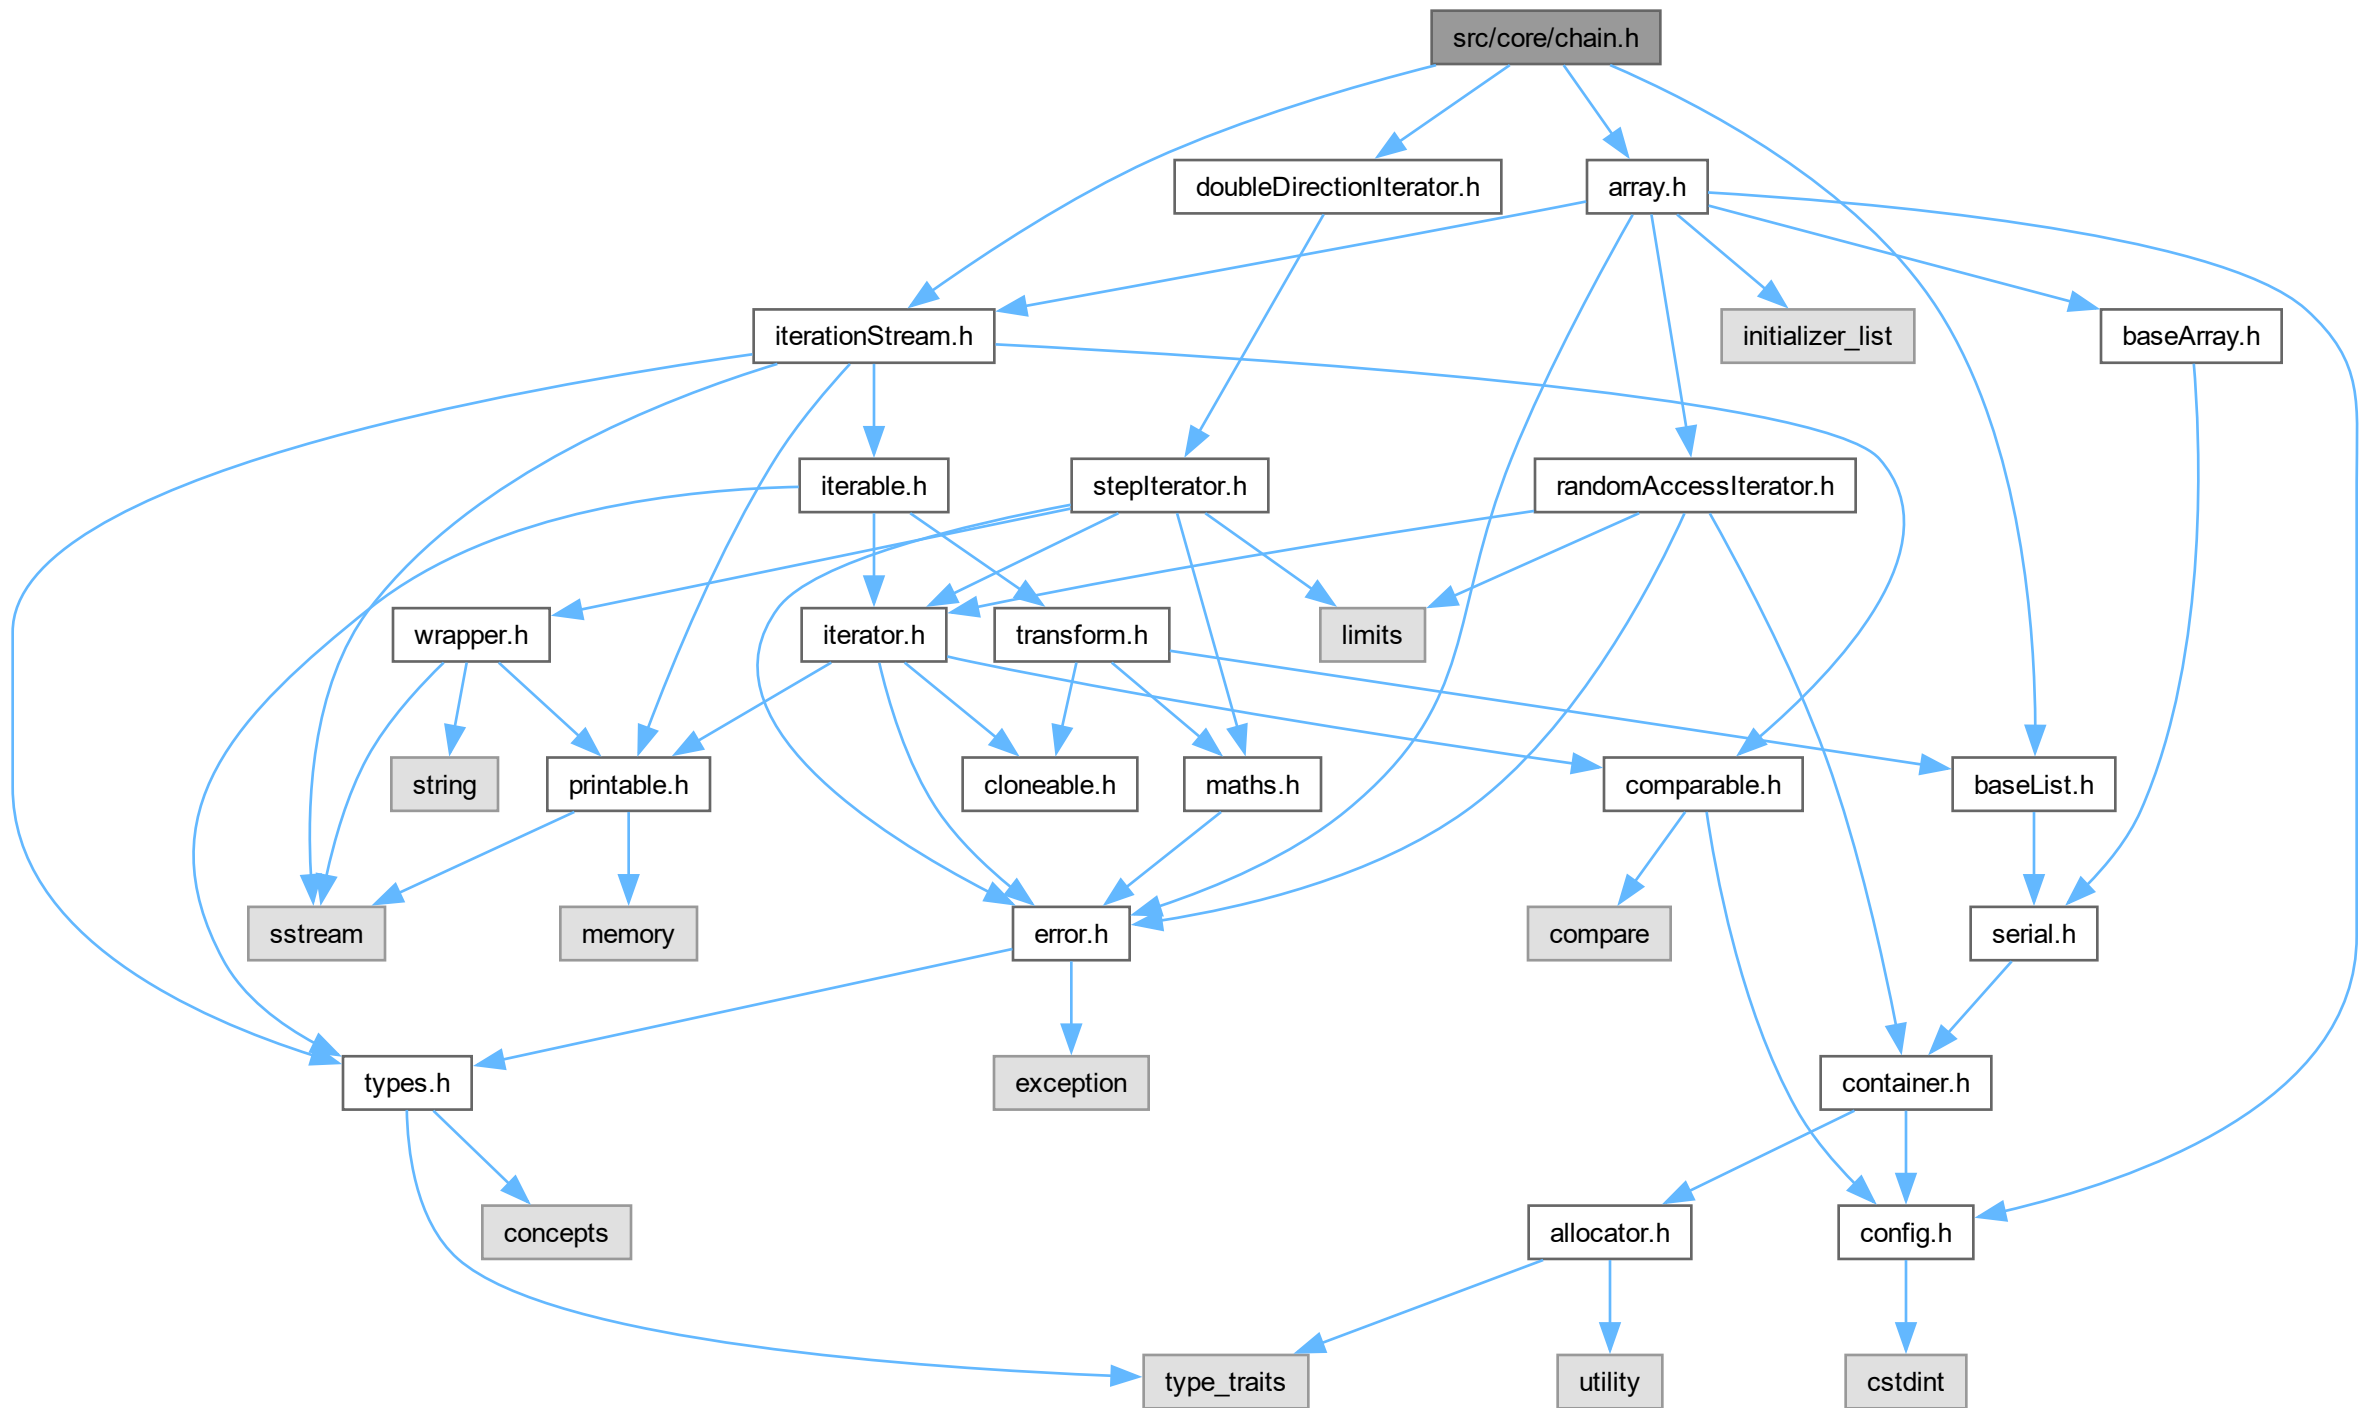 src/core/chain.h
doubleDirectionIterator.h
array.h
iterationStream.h
initializer_list
baseArray.h
iterable.h
stepIterator.h
randomAccessIterator.h
wrapper.h
iterator.h
transform.h
limits
string
printable.h
cloneable.h
maths.h
comparable.h
baseList.h
sstream
memory
error.h
compare
serial.h
types.h
exception
container.h
concepts
allocator.h
config.h
type_traits
utility
cstdint